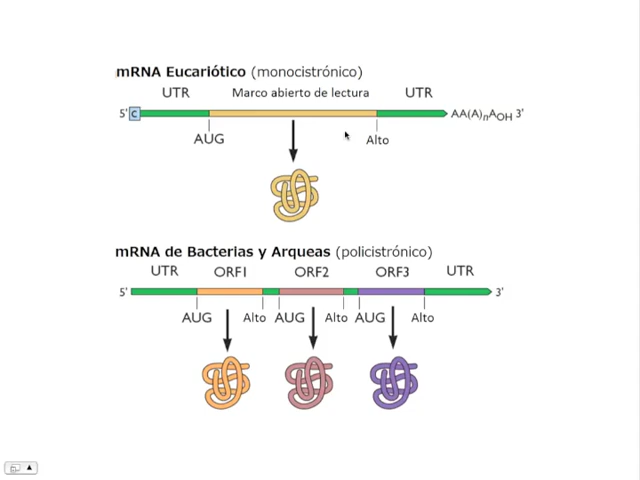 mRNA Eucariótico (monocistrónico)
UTR Marco abierto de lectura UTR
5' C AA(A)nAOH 3'
AUG Alto
mRNA de Bacterias y Arqueas (policistrónico)
UTR ORF1 ORF2 ORF3 UTR
5' 3'
AUG Alto AUG Alto AUG Alto